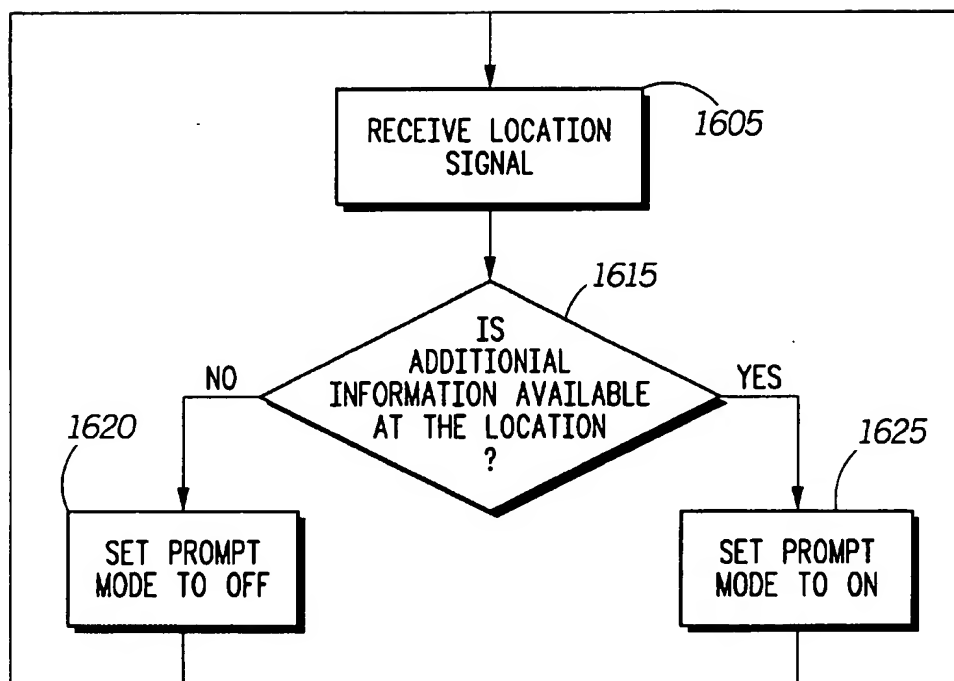 RECEIVE LOCATION
SIGNAL
1605
1615
IS
ADDITIONIAL
INFORMATION AVAILABLE
AT THE LOCATION
?
NO
YES
1620
1625
SET PROMPT
MODE TO OFF
SET PROMPT
MODE TO ON